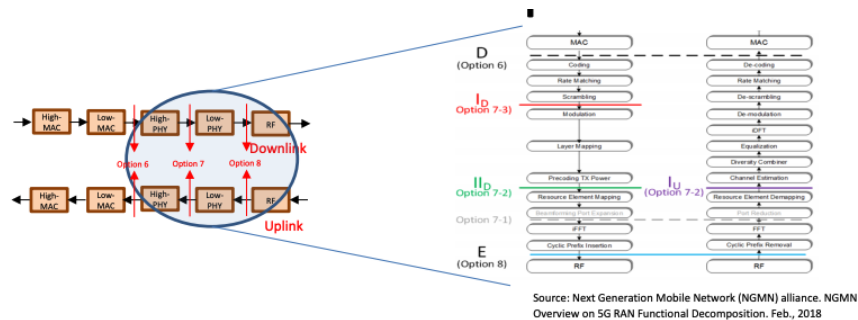 High-MAC
Low-MAC
High-PHY
Low-PHY
RF
Downlink
Option 6
Option 7
Option 8
High-MAC
Low-MAC
High-PHY
Low-PHY
RF
Uplink
D
(Option 6)
I_D
Option 7-3)
II_D
Option 7-2)
Option 7-1)
E
(Option 8)
MAC
Coding
Rate Matching
Scrambling
Modulation
Layer Mapping
Precoding TX Power
Resource Element Mapping
Beamforming Port Expansion
iFFT
Cyclic Prefix Insertion
RF
I_U
(Option 7-2)
MAC
De-coding
Rate Matching
De-scrambling
De-modulation
iDFT
Equalization
Diversity Combiner
Channel Estimation
Resource Element Demapping
Port Reduction
FFT
Cyclic Prefix Removal
RF
Source: Next Generation Mobile Network (NGMN) alliance. NGMN
Overview on 5G RAN Functional Decomposition. Feb., 2018